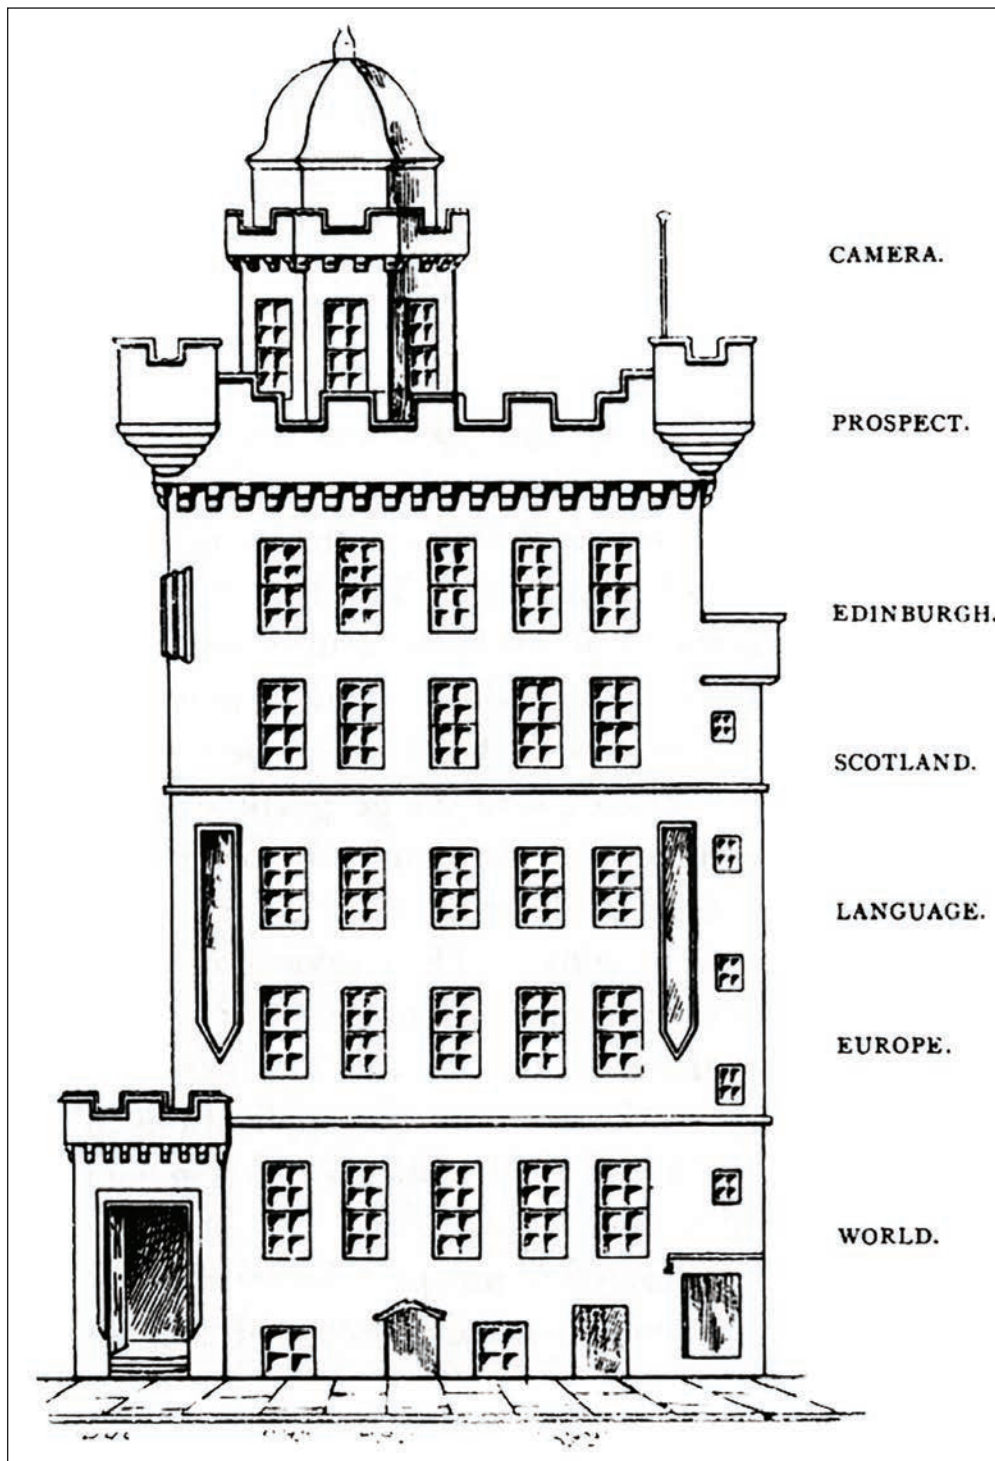 CAMERA.
PROSPECT.
EDINBURGH.
SCOTLAND.
LANGUAGE.
EUROPE.
WORLD.